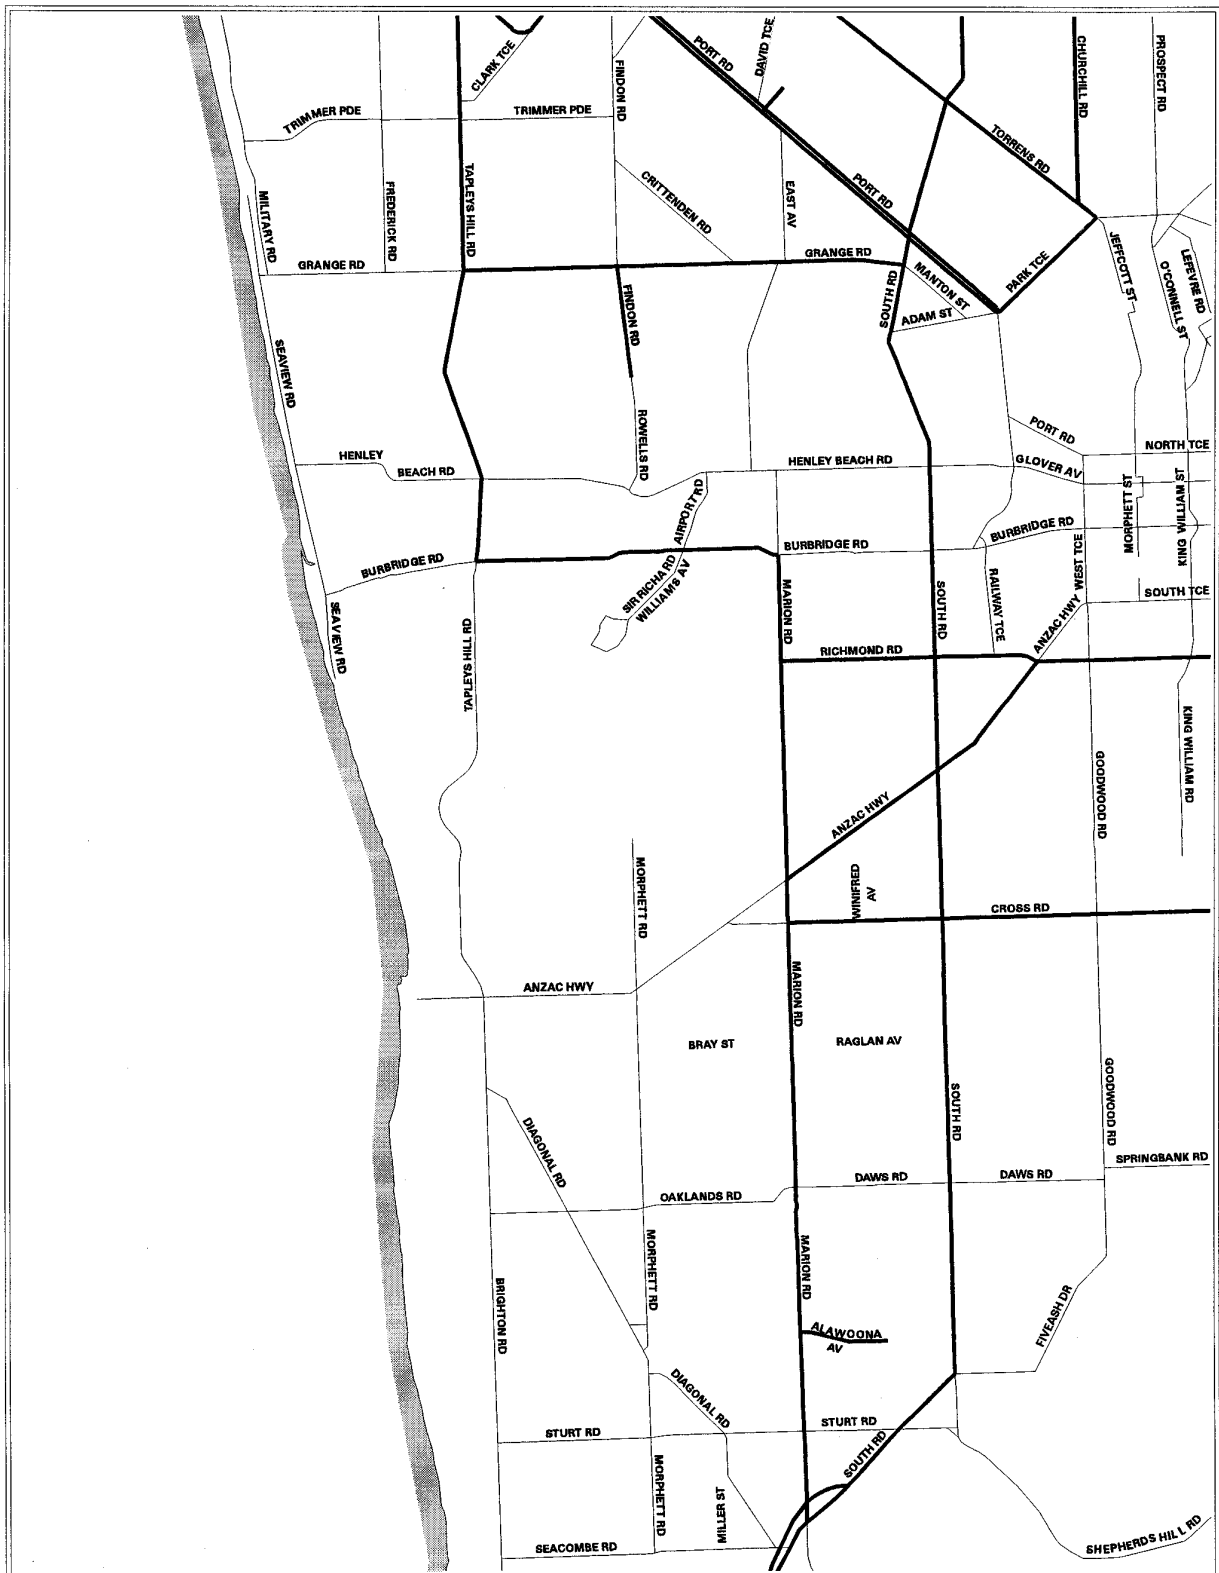 CLARK TCE
FINDON RD
PORT RD
DAVID TCE
CHURCHILL RD
PROSPECT RD
TRIMMER PDE
TRIMMER PDE
TORRENS RD
MILITARY RD
FREDERICK RD
TAPLEYS HILL RD
CRITTENDEN RD
EAST AV
PORT RD
GRANGE RD
GRANGE RD
JEFFCOTT ST
O'CONNELL ST
LEFEVRE RD
PARK TCE
MANTON ST
ADAM ST
SOUTH RD
FINDON RD
SEAVIEW RD
ROWELLS RD
PORT RD
NORTH TCE
HENLEY
BEACH RD
HENLEY BEACH RD
GLOVER AV
AIRPORT RD
MORPHETT ST
KING WILLIAM ST
BURBRIDGE RD
BURBRIDGE RD
BURBRIDGE RD
WEST TCE
SIR RICHARD
WILLIAMS AV
MARION RD
SOUTH RD
RAILWAY TCE
ANZAC HWY
SOUTH TCE
SEAVIEW RD
TAPLEYS HILL RD
RICHMOND RD
KING WILLIAM RD
GOODWOOD RD
ANZAC HWY
MORPHETT RD
WINIFRED
AV
CROSS RD
MARION RD
ANZAC HWY
BRAY ST
RAGLAN AV
SOUTH RD
GOODWOOD RD
DIAGONAL RD
SPRINGBANK RD
DAWS RD
DAWS RD
OAKLANDS RD
MORPHETT RD
MARION RD
BRIGHTON RD
FIVEASH DR
ALAWOONA
AV
DIAGONAL RD
STURT RD
STURT RD
SOUTH RD
MORPHETT RD
MILLER ST
SEACOMBE RD
SHEPHERDS HILL RD